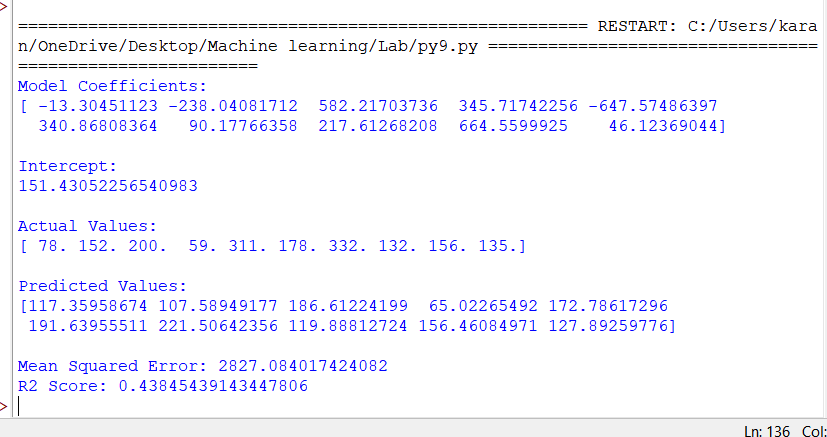 ========================================================= RESTART: C:/Users/kara
n/OneDrive/Desktop/Machine learning/Lab/py9.py =================================
========================
Model Coefficients:
[ -13.30451123 -238.04081712  582.21703736  345.71742256 -647.57486397
  340.86808364   90.17766358  217.61268208  664.5599925    46.12369044]
Intercept:
151.43052256540983
Actual Values:
[ 78. 152. 200.  59. 311. 178. 332. 132. 156. 135.]
Predicted Values:
[117.35958674 107.58949177 186.61224199  65.02265492 172.78617296
 191.63955511 221.50642356 119.88812724 156.46084971 127.89259776]
Mean Squared Error: 2827.084017424082
R2 Score: 0.43845439143447806
Ln: 136 Col: